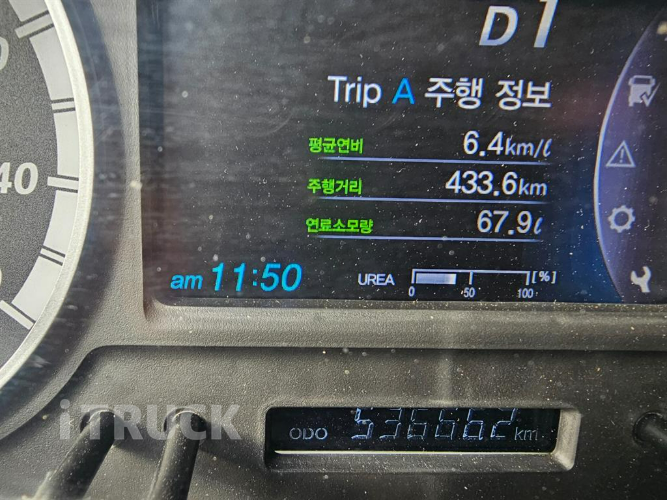 D1
Trip A 주행 정보
평균연비 6.4km/ℓ
40
주행거리 433.6km
연료소모량 67.9ℓ
am 11:50
UREA [%]
0 50 100
iTRUCK
ODO 536662 km